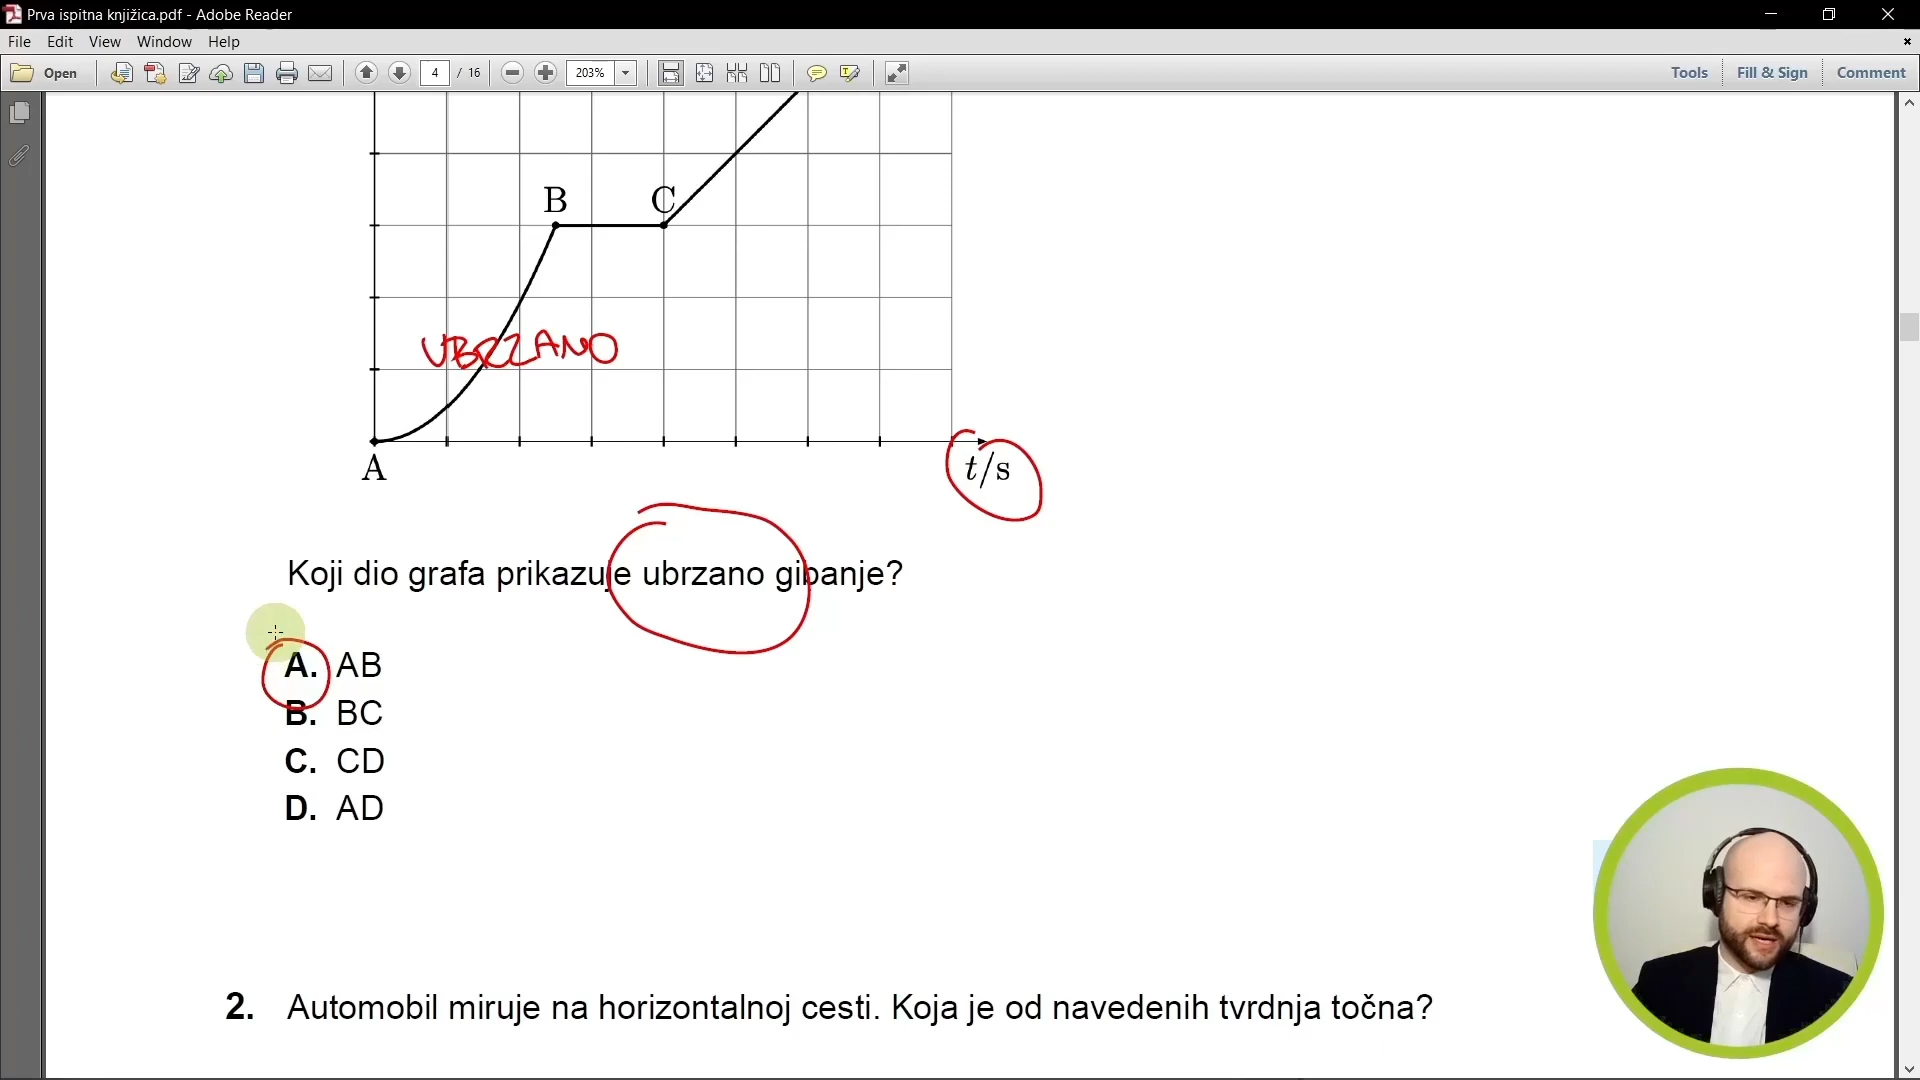 Prva ispitna knjižica.pdf - Adobe Reader
File Edit View Window Help
Open 4 / 16 203% Tools Fill & Sign Comment
B C
UBRZANO
t/s
A
Koji dio grafa prikazuje ubrzano gibanje?
A. AB
B. BC
C. CD
D. AD
2. Automobil miruje na horizontalnoj cesti. Koja je od navedenih tvrdnja točna?